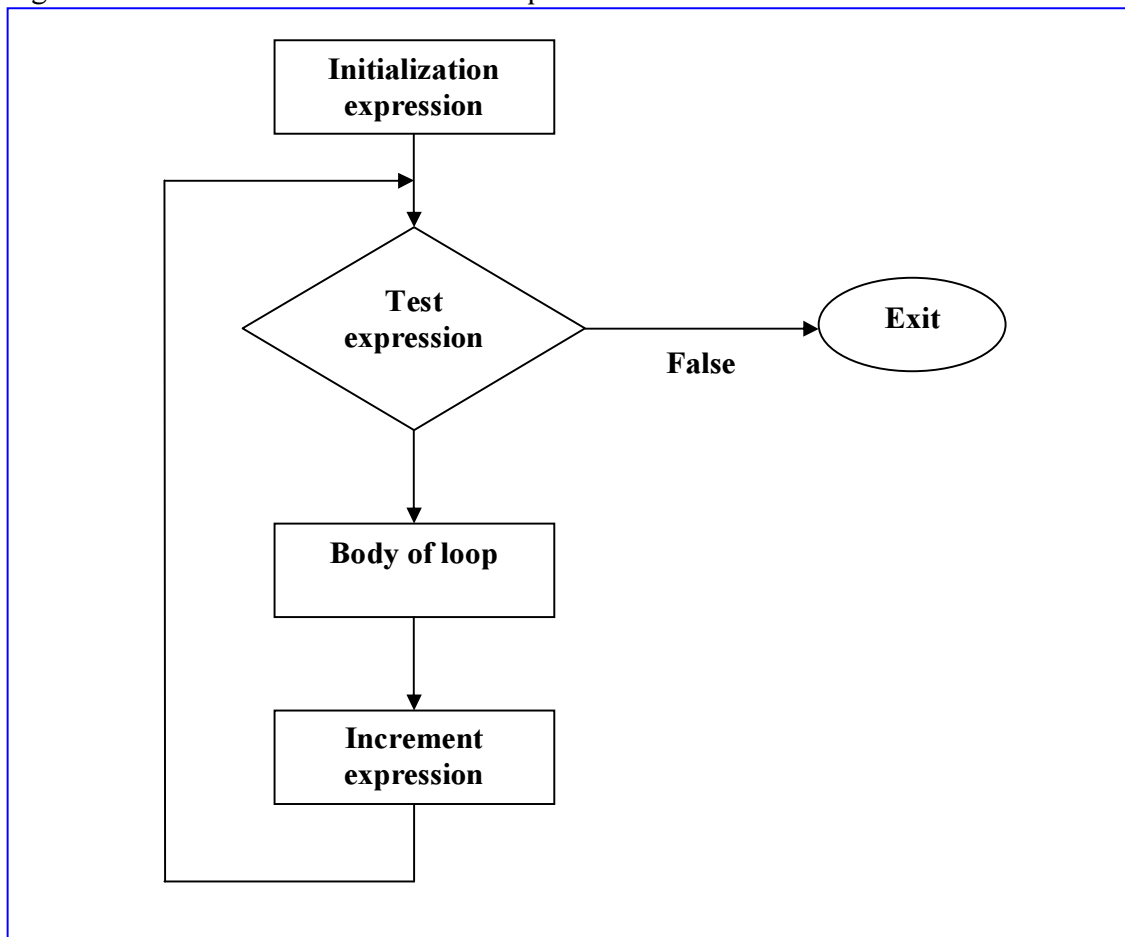 Initialization
expression
Test
expression
Exit
False
Body of loop
Increment
expression